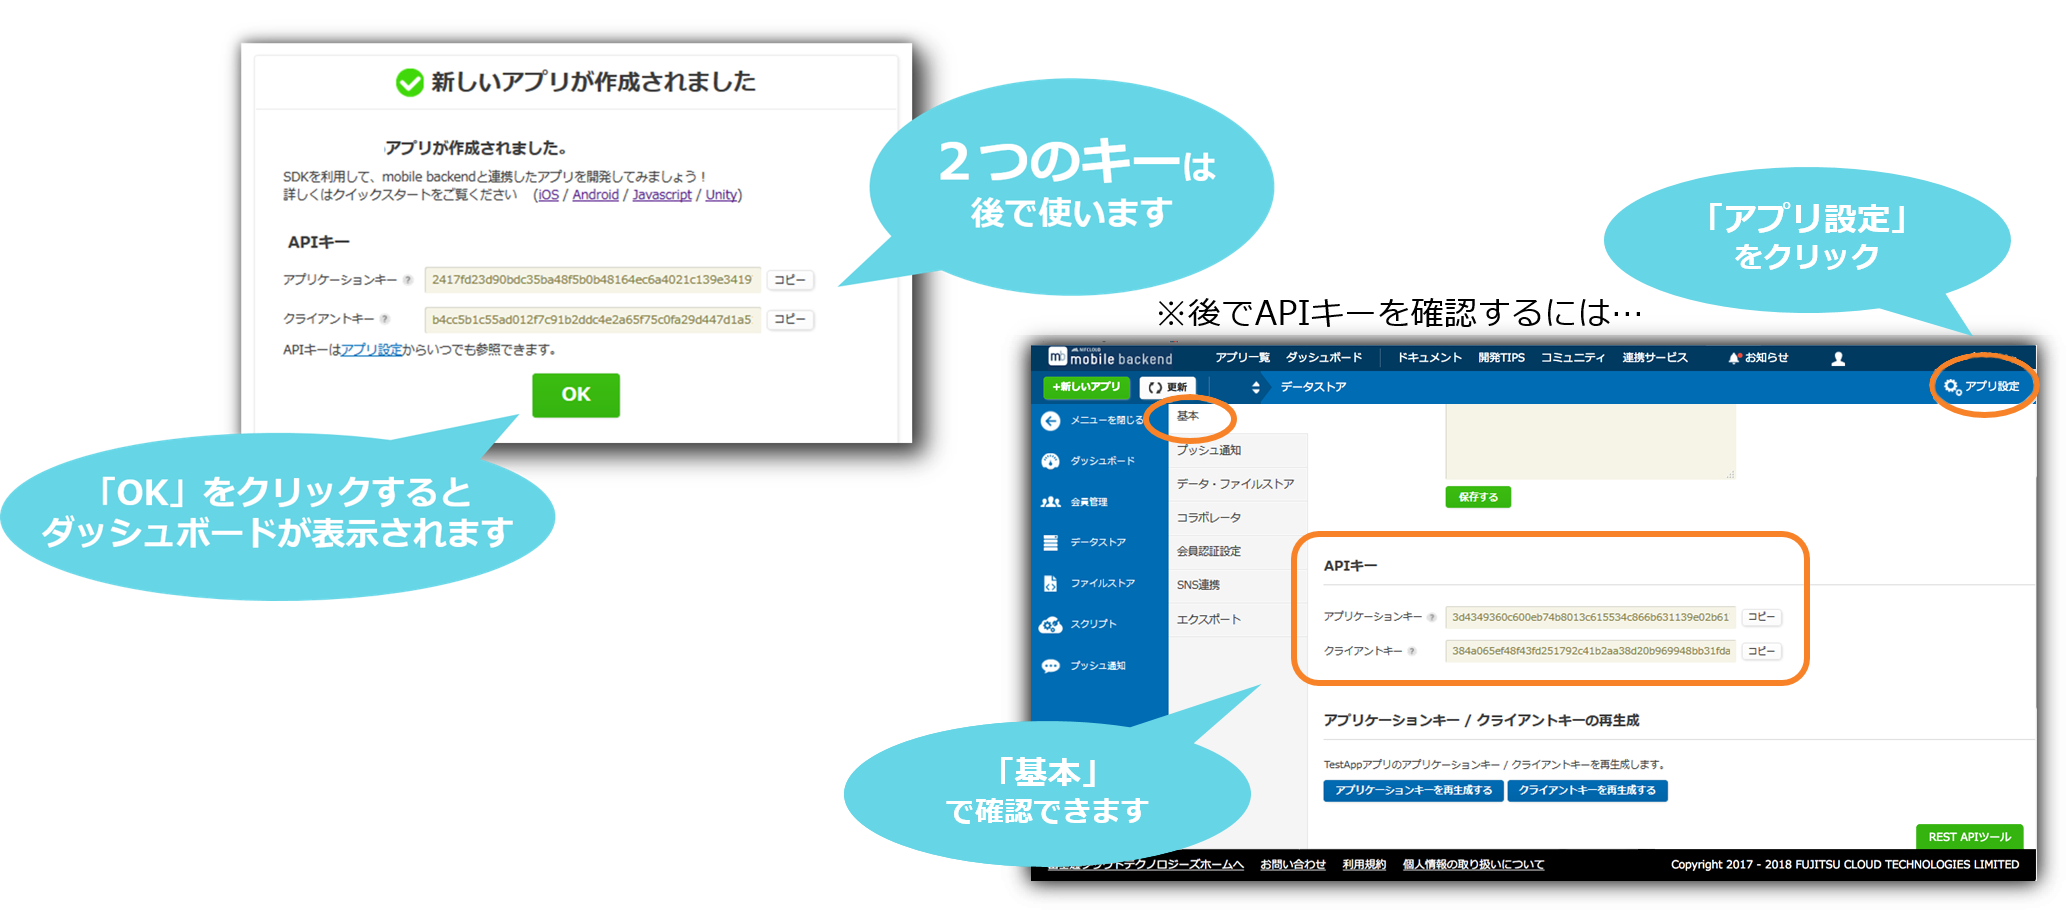 新しいアプリが作成されました
アプリが作成されました。
SDKを利用して、mobile backendと連携したアプリを開発してみましょう！
詳しくはクイックスタートをご覧ください (iOS / Android / Javascript / Unity)
APIキー
アプリケーションキー ? 2417fd23d90bdc35ba48f5b0b48164ec6a4021c139e3419 コピー
クライアントキー ? b4cc5b1c55ad012f7c91b2ddc4e2a65f75c0fa29d447d1a5 コピー
APIキーはアプリ設定からいつでも参照できます。
OK
２つのキーは
後で使います
「OK」をクリックすると
ダッシュボードが表示されます
「アプリ設定」
をクリック
※後でAPIキーを確認するには…
mb NIFCLOUD mobile backend アプリ一覧 ダッシュボード ドキュメント 開発TIPS コミュニティ 連携サービス お知らせ
+新しいアプリ 更新 データストア アプリ設定
メニューを閉じる
ダッシュボード
会員管理
データストア
ファイルストア
スクリプト
プッシュ通知
基本
プッシュ通知
データ・ファイルストア
コラボレータ
会員認証設定
SNS連携
エクスポート
保存する
APIキー
アプリケーションキー ? 3d4349360c600eb74b8013c615534c866b631139e02b61 コピー
クライアントキー ? 384a065ef48f43fd251792c41b2aa38d20b969948bb31fda コピー
アプリケーションキー / クライアントキーの再生成
TestAppアプリのアプリケーションキー / クライアントキーを再生成します。
アプリケーションキーを再生成する クライアントキーを再生成する
「基本」
で確認できます
REST APIツール
クラウドテクノロジーズホームへ お問い合わせ 利用規約 個人情報の取り扱いについて Copyright 2017 - 2018 FUJITSU CLOUD TECHNOLOGIES LIMITED